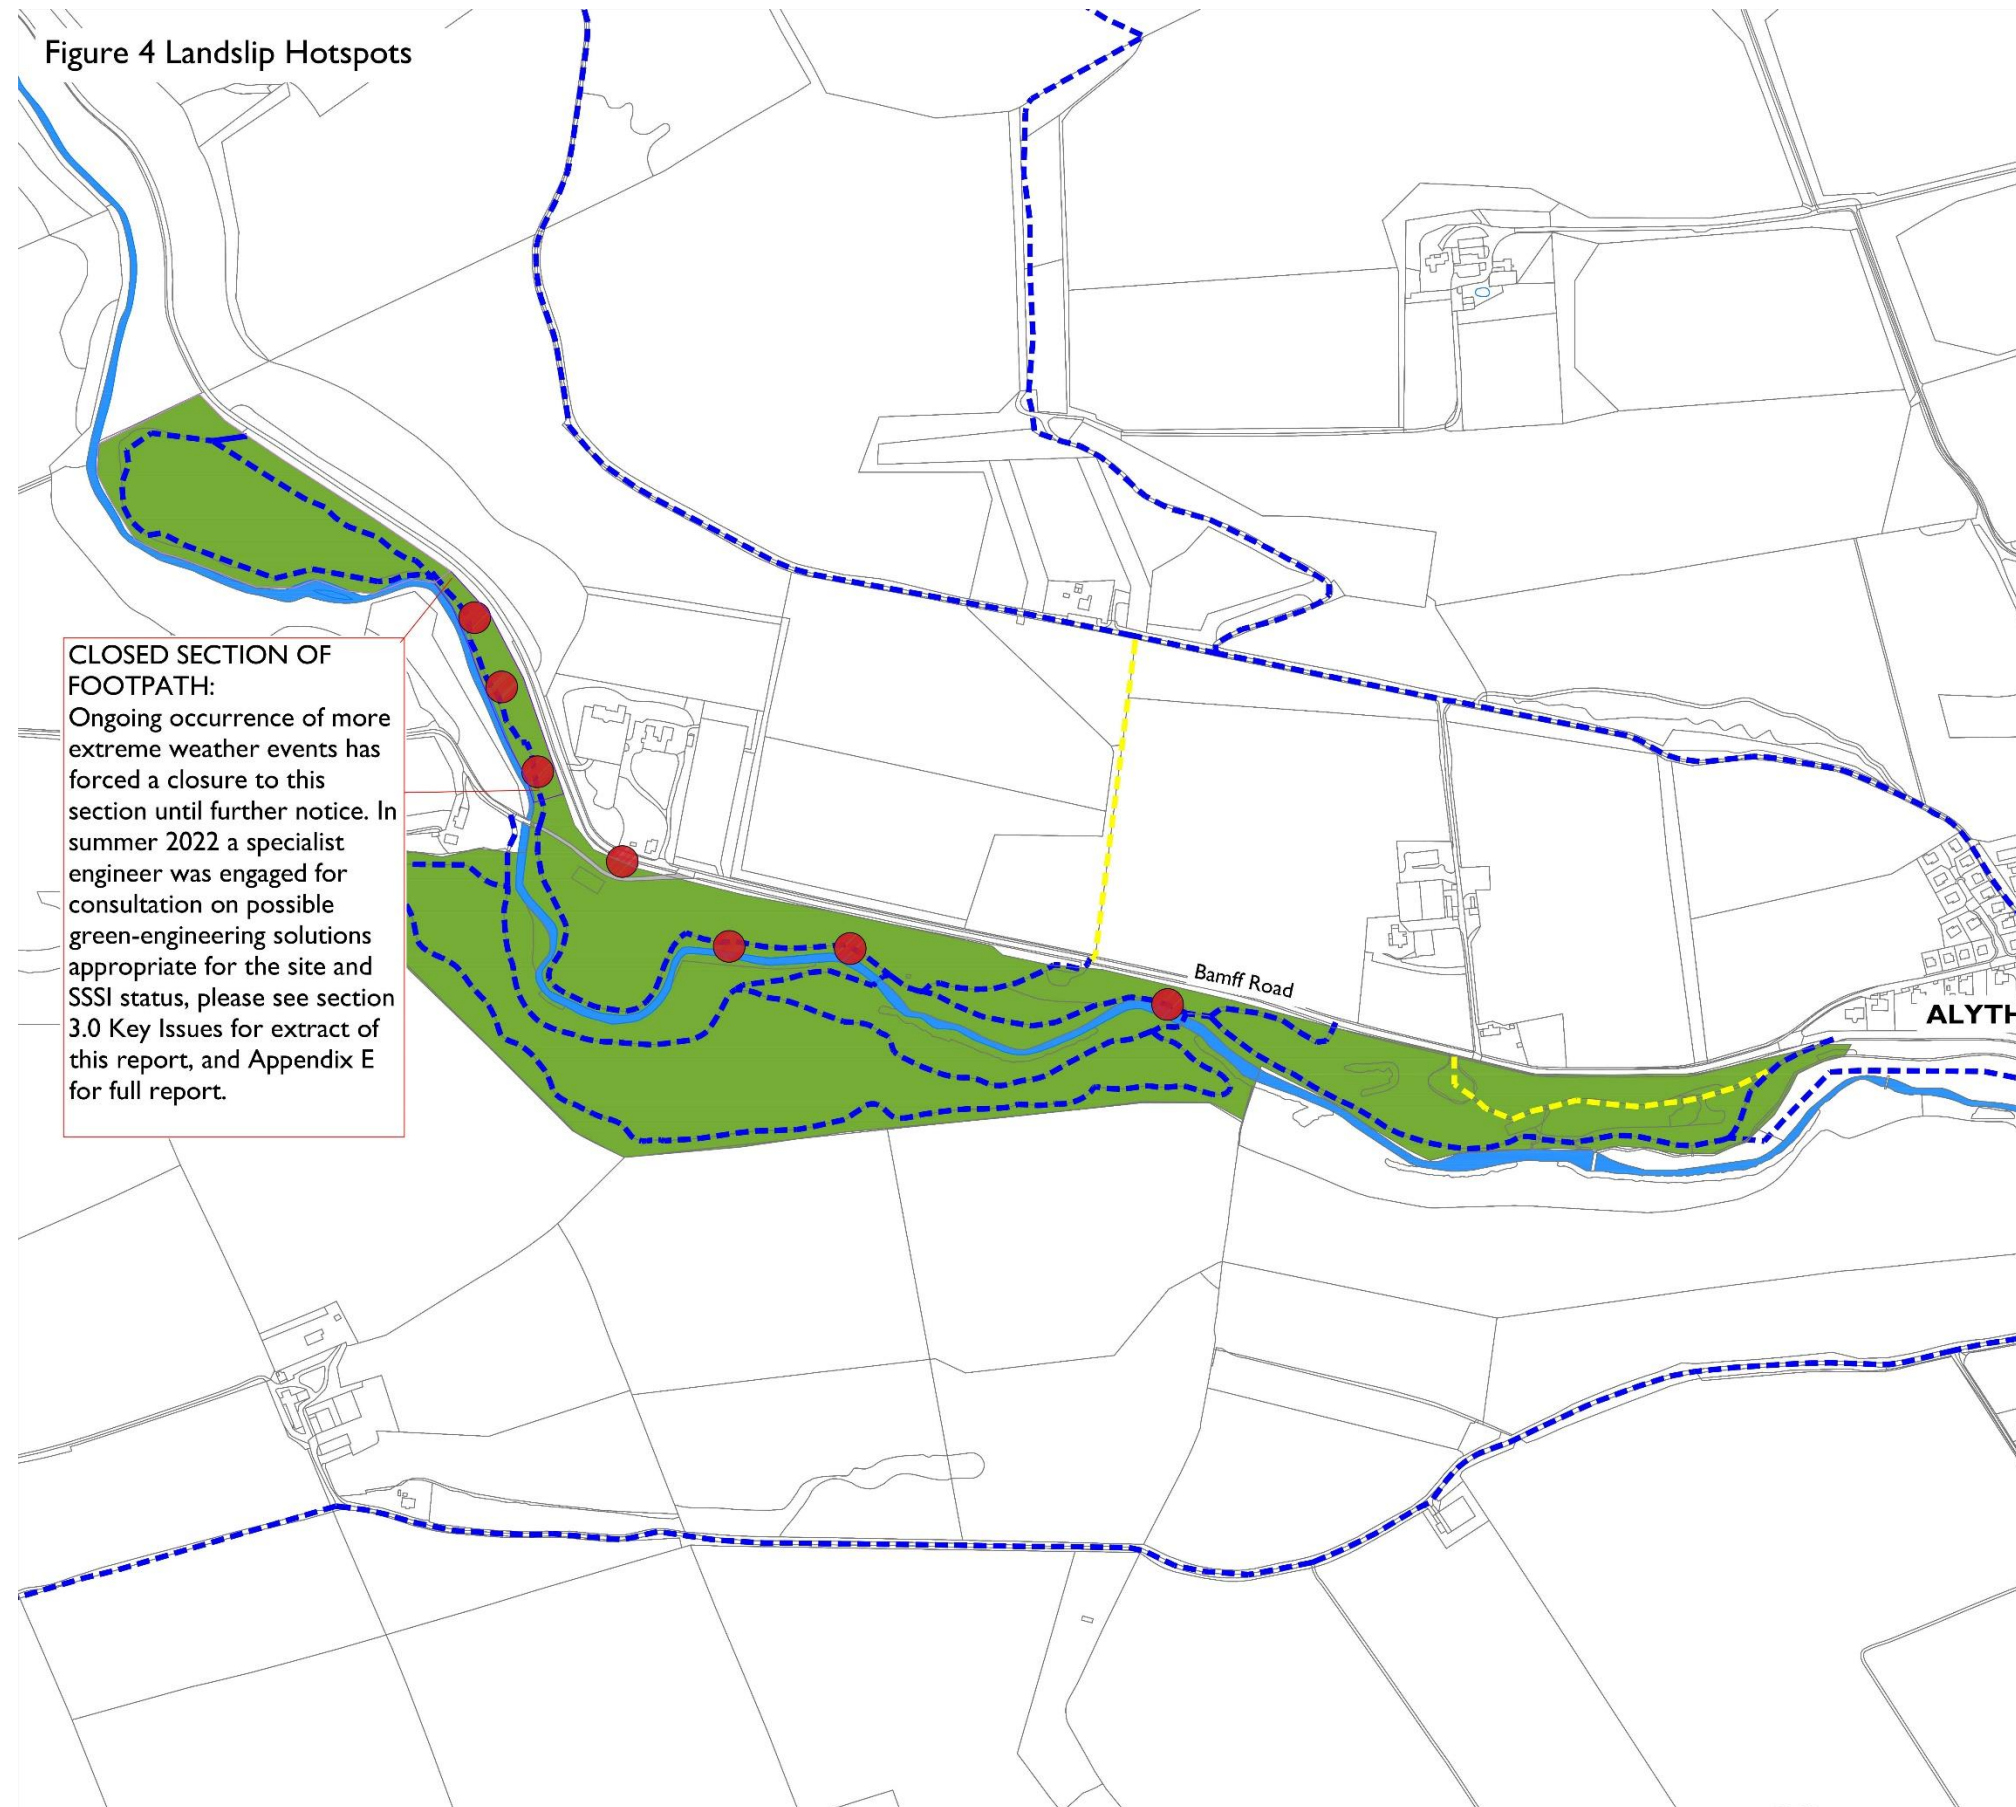 Figure 4 Landslip Hotspots
CLOSED SECTION OF
FOOTPATH:
Ongoing occurrence of more
extreme weather events has
forced a closure to this
section until further notice. In
summer 2022 a specialist
engineer was engaged for
consultation on possible
green-engineering solutions
appropriate for the site and
SSSI status, please see section
3.0 Key Issues for extract of
this report, and Appendix E
for full report.
Bamff Road
ALYTH